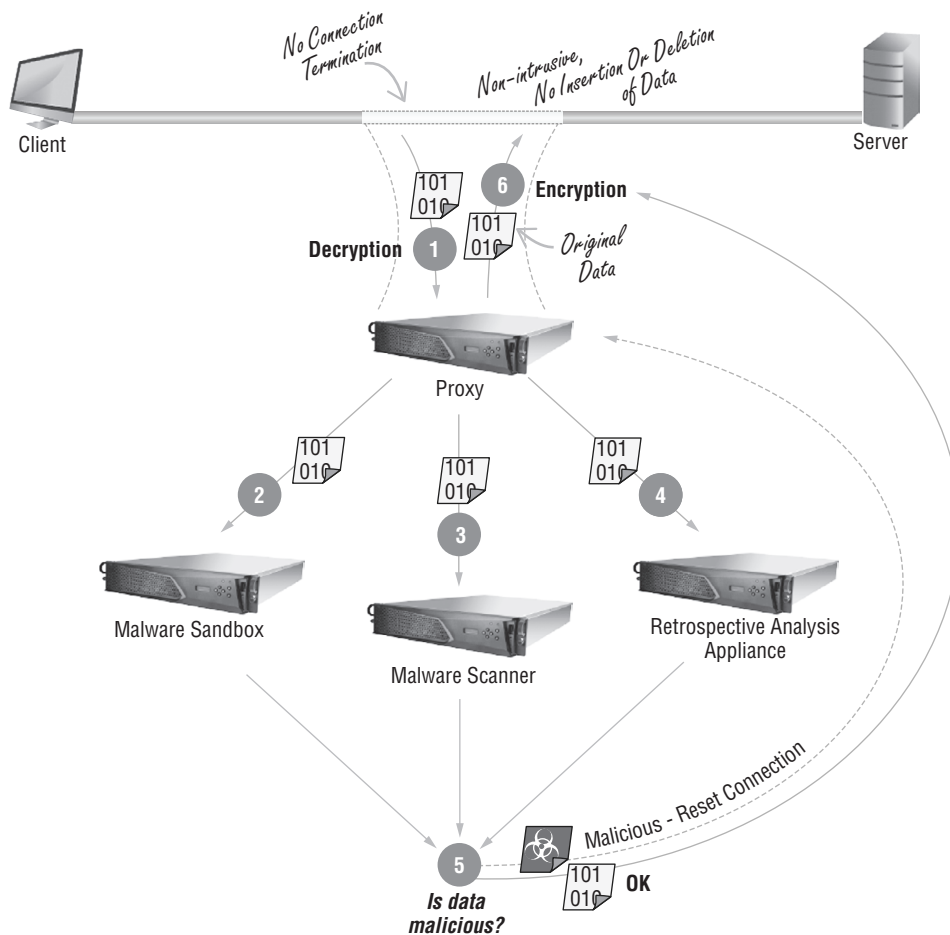 No Connection
Termination
Non-intrusive,
No Insertion Or Deletion
of Data
Client
Server
101
010
6
Encryption
101
010
Decryption
1
Original
Data
Proxy
101
010
101
010
101
010
2
4
3
Malware Sandbox
Retrospective Analysis
Appliance
Malware Scanner
Malicious - Reset Connection
5
101
010
OK
Is data
malicious?